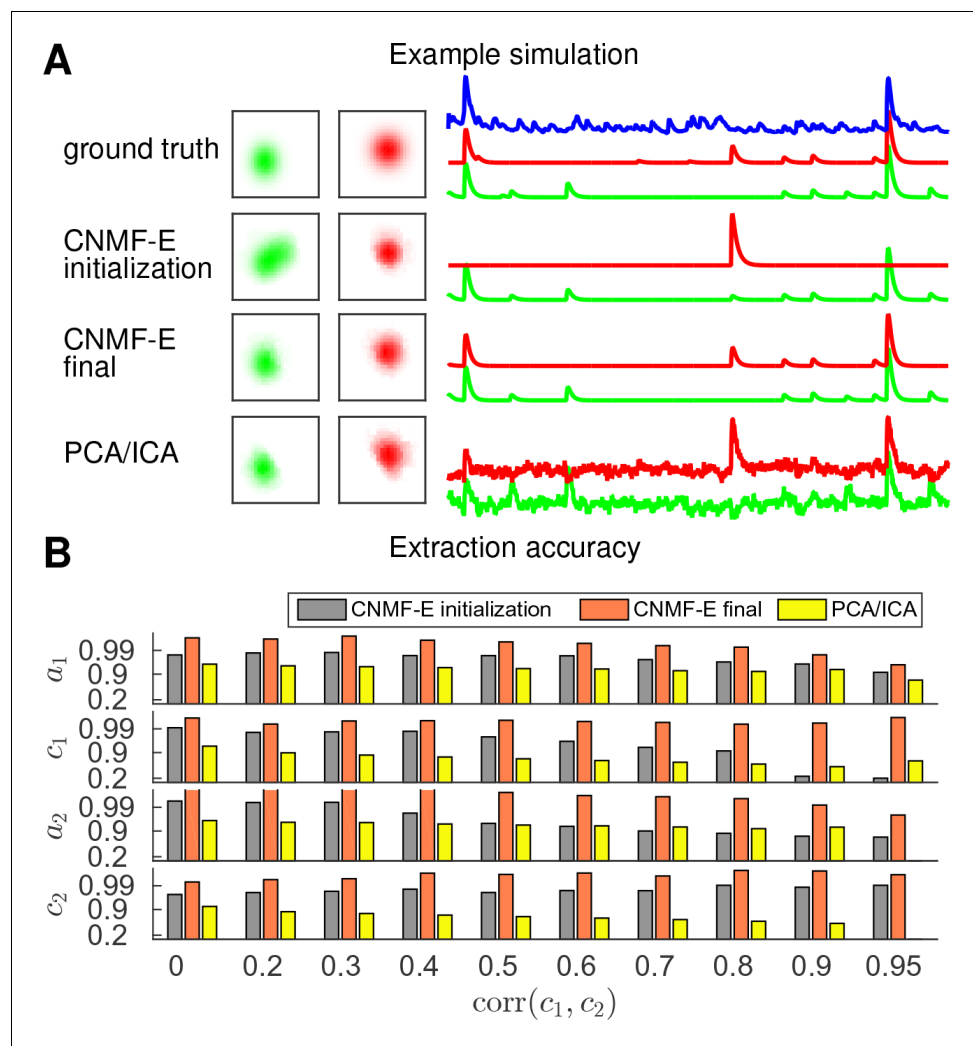 A
Example simulation
ground truth
CNMF-E
initialization
CNMF-E
final
PCA/ICA
B
Extraction accuracy
CNMF-E initialization
CNMF-E final
PCA/ICA
a₁
0.99
0.9
0.2
c₁
0.99
0.9
0.2
a₂
0.99
0.9
0.2
c₂
0.99
0.9
0.2
0 0.2 0.3 0.4 0.5 0.6 0.7 0.8 0.9 0.95
corr(c₁, c₂)